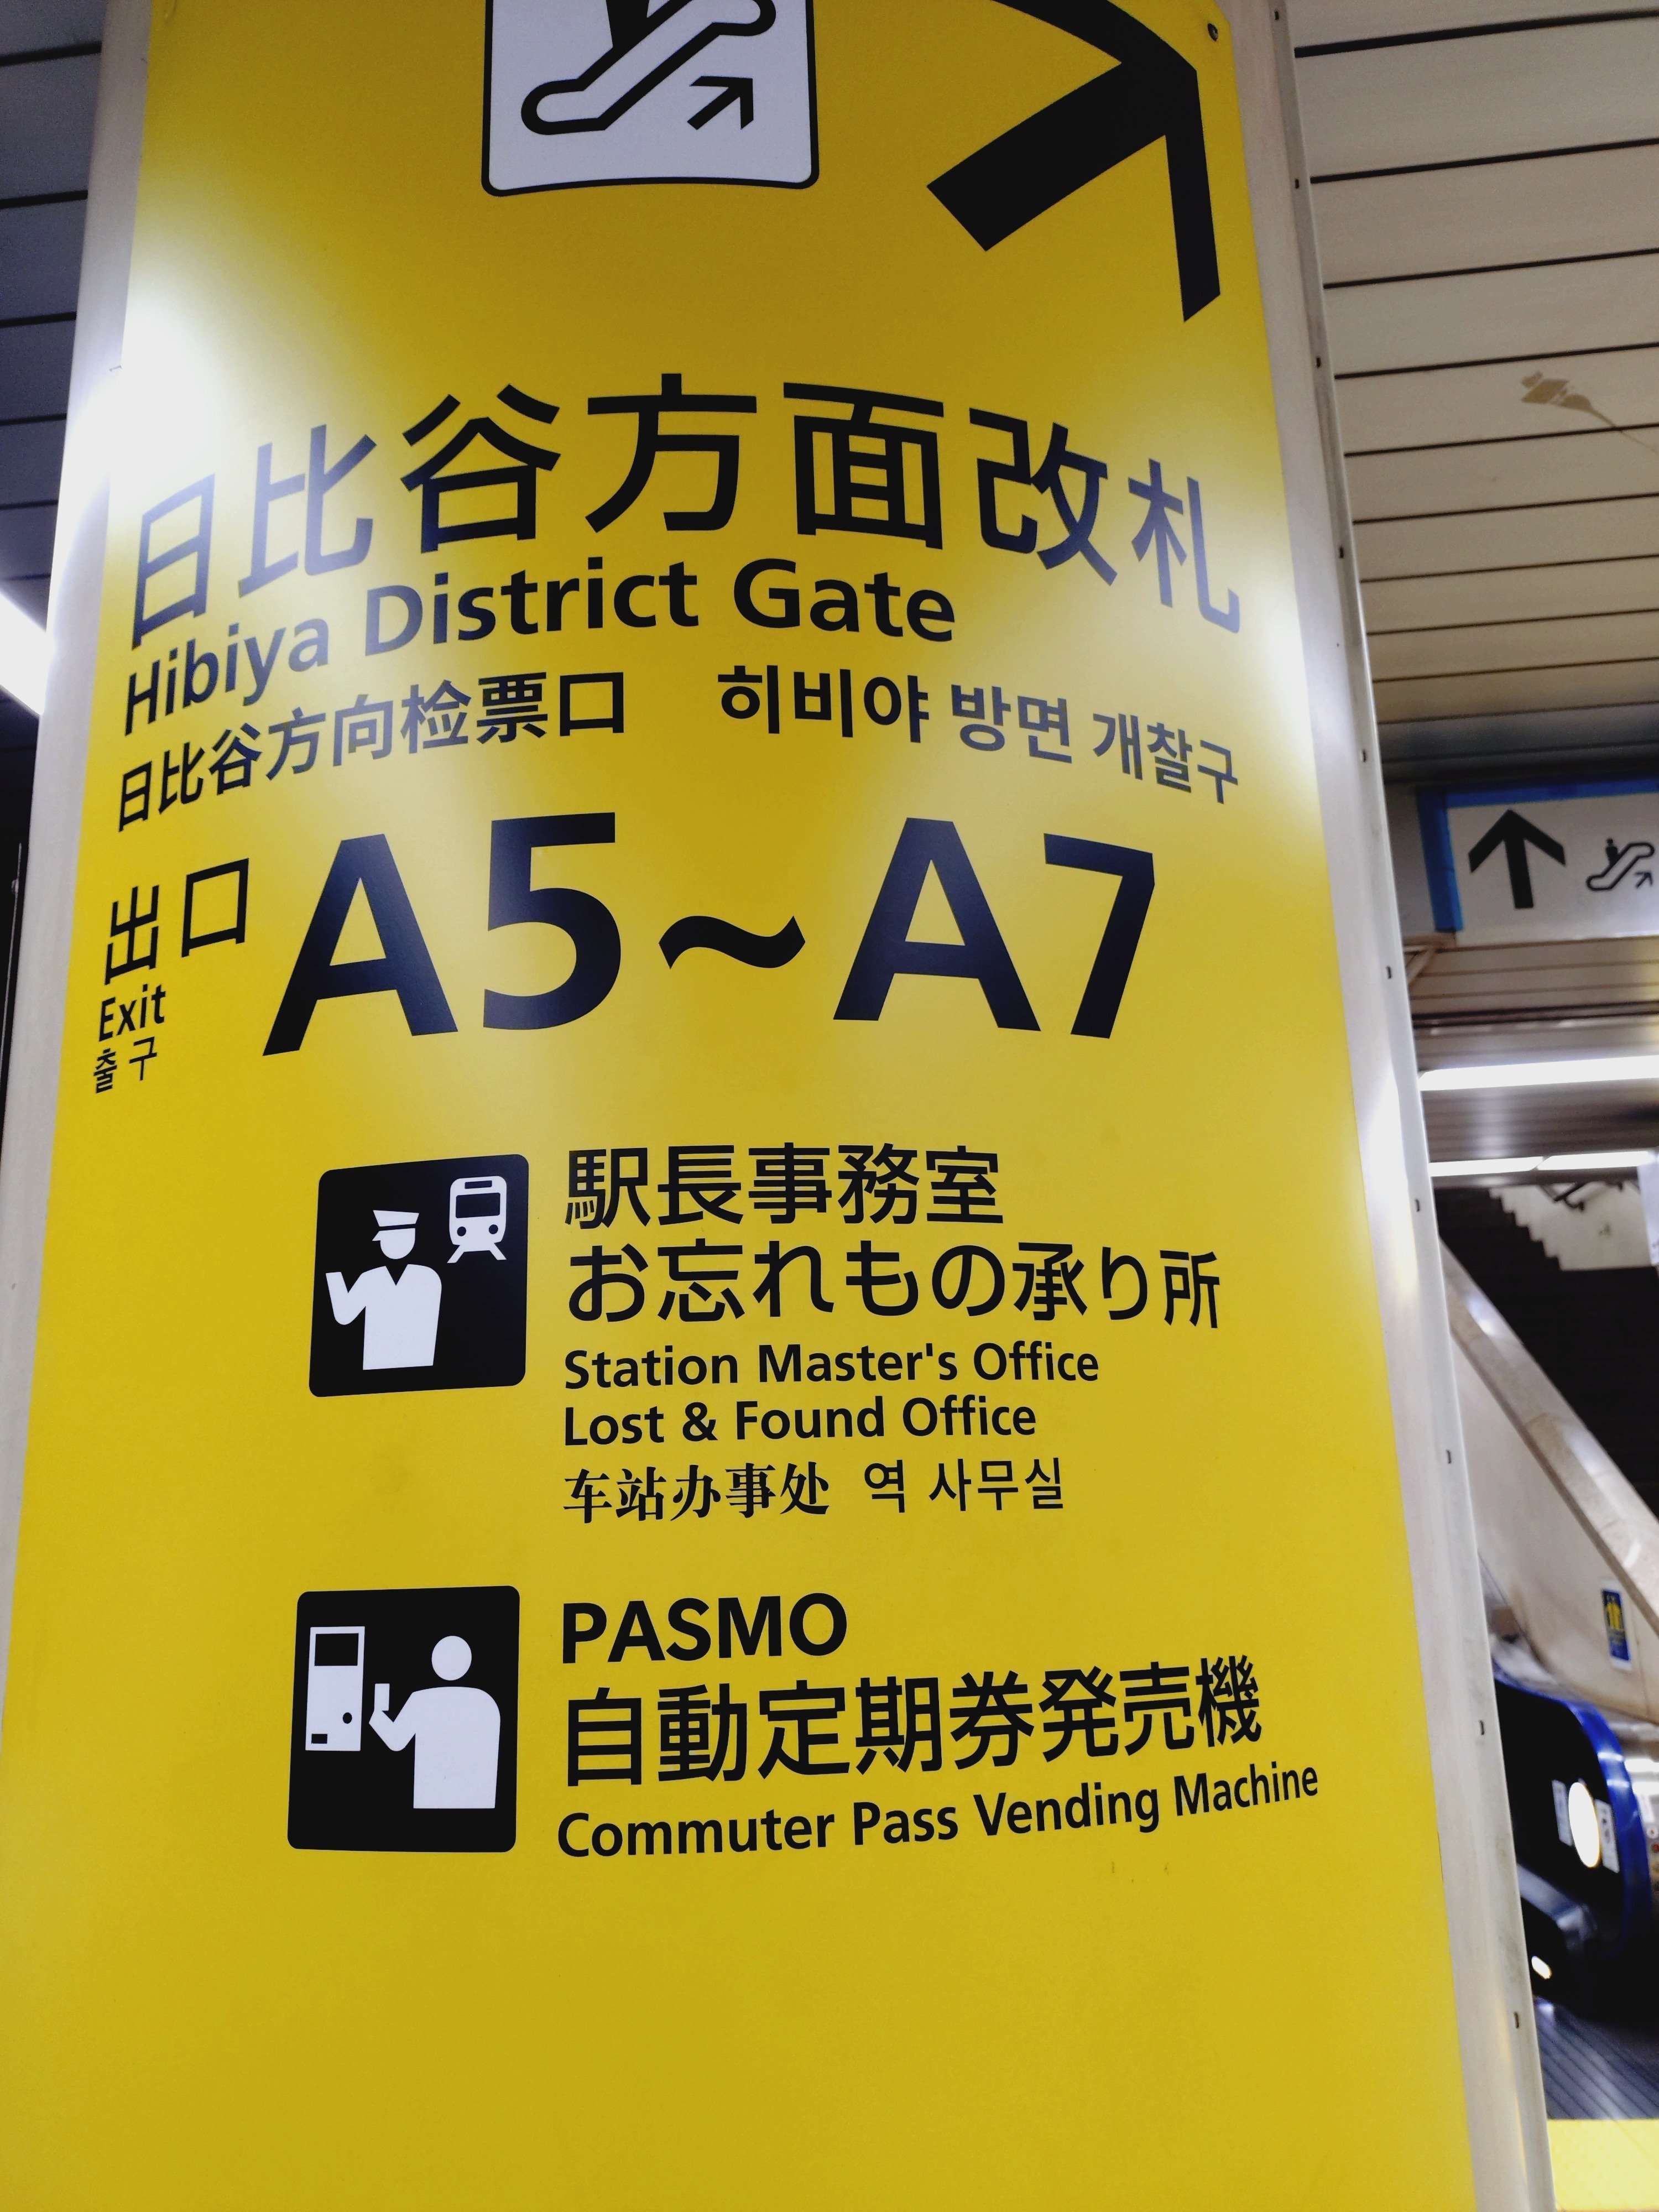 日比谷方面改札
Hibiya District Gate
日比谷方向检票口 히비야 방면 개찰구
出口 A5~A7
Exit
출구
駅長事務室
お忘れもの承り所
Station Master's Office
Lost & Found Office
车站办事处 역 사무실
PASMO
自動定期券発売機
Commuter Pass Vending Machine